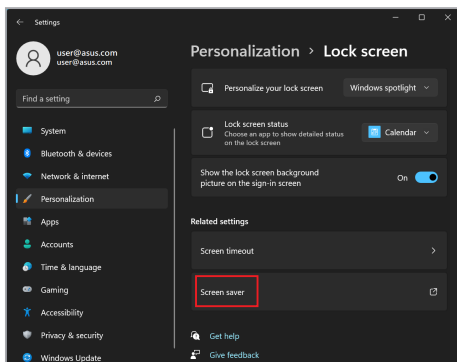 Settings
user@asus.com
user@asus.com
Find a setting
System
Bluetooth & devices
Network & internet
Personalization
Apps
Accounts
Time & language
Gaming
Accessibility
Privacy & security
Windows Update
Personalization > Lock screen
Personalize your lock screen
Windows spotlight
Lock screen status
Choose an app to show detailed status
on the lock screen
Calendar
Show the lock screen background
picture on the sign-in screen
On
Related settings
Screen timeout
Screen saver
Get help
Give feedback